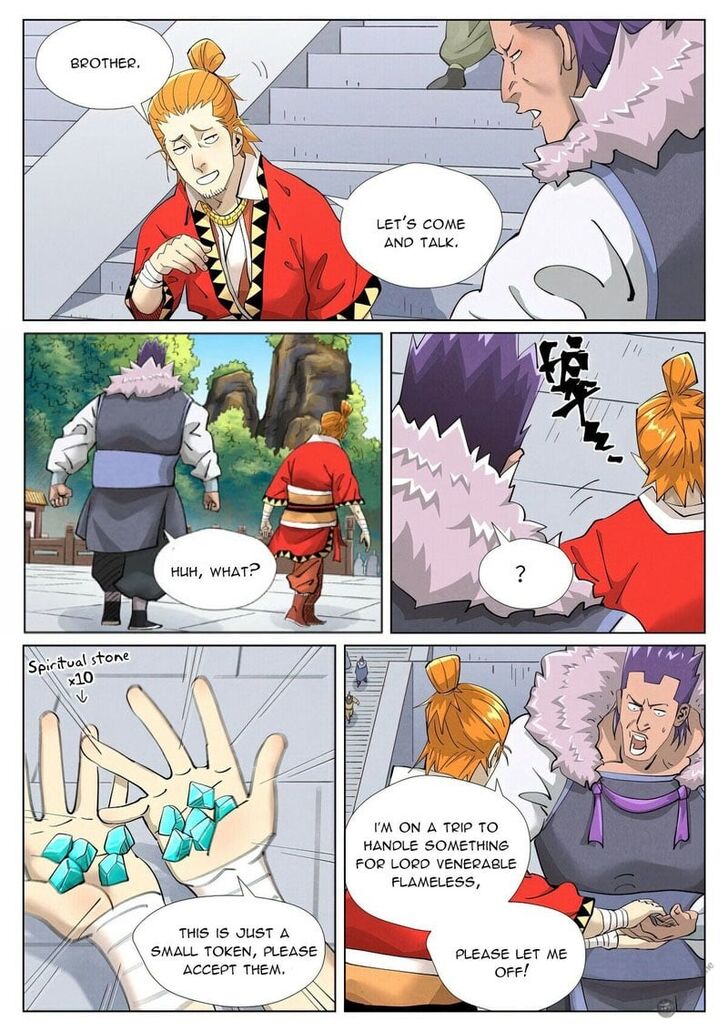 BROTHER.
LET'S COME
AND TALK.
HUH, WHAT?
?
Spiritual stone
x10
THIS IS JUST A
SMALL TOKEN, PLEASE
ACCEPT THEM.
I'M ON A TRIP TO
HANDLE SOMETHING
FOR LORD VENERABLE
FLAMELESS,
PLEASE LET ME
OFF!